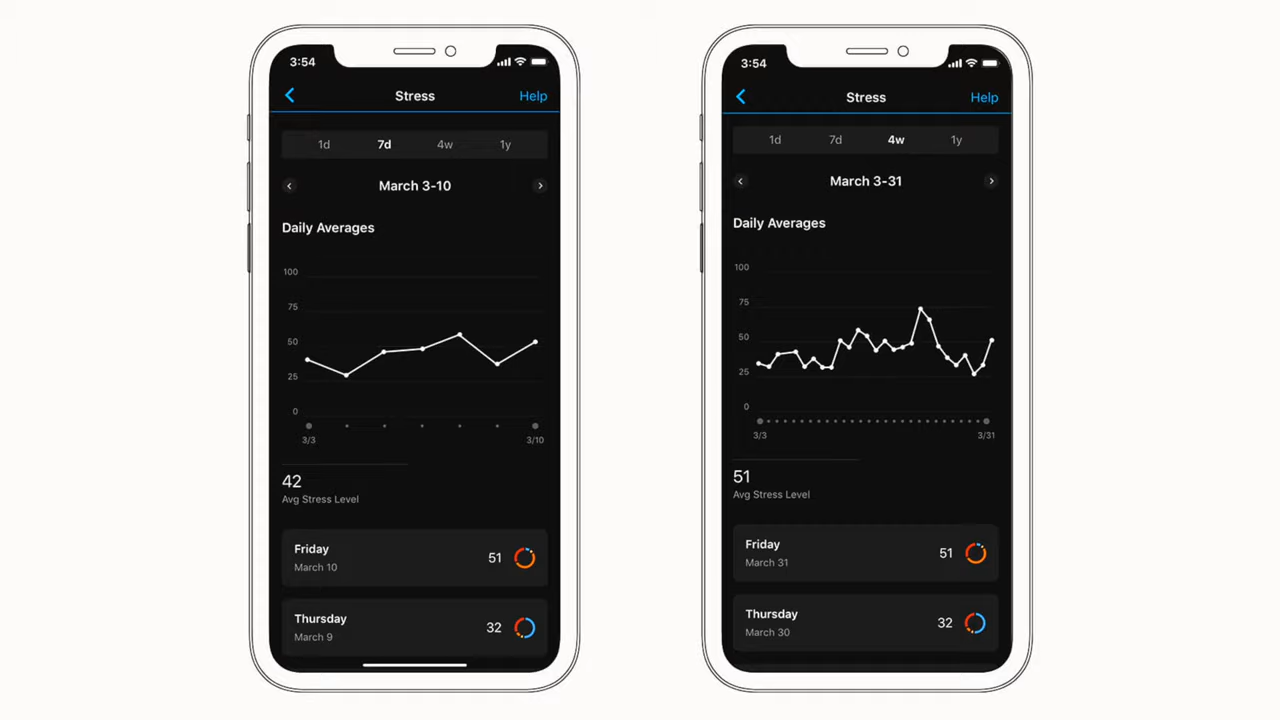 3:54
Stress
Help
1d 7d 4w 1y
March 3-10
Daily Averages
100
75
50
25
0
3/3 3/10
42
Avg Stress Level
Friday
March 10
51
Thursday
March 9
32
3:54
Stress
Help
1d 7d 4w 1y
March 3-31
Daily Averages
100
75
50
25
0
3/3 3/31
51
Avg Stress Level
Friday
March 31
51
Thursday
March 30
32